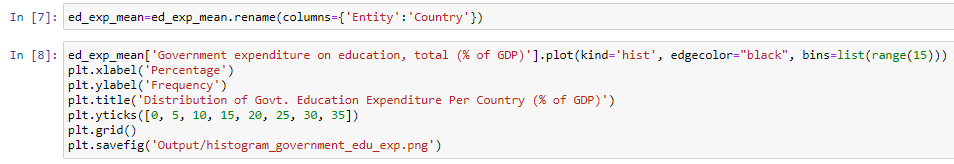 In [7]: ed_exp_mean=ed_exp_mean.rename(columns={'Entity':'Country'})
In [8]: ed_exp_mean['Government expenditure on education, total (% of GDP)'].plot(kind='hist', edgecolor="black", bins=list(range(15)))
plt.xlabel('Percentage')
plt.ylabel('Frequency')
plt.title('Distribution of Govt. Education Expenditure Per Country (% of GDP)')
plt.yticks([0, 5, 10, 15, 20, 25, 30, 35])
plt.grid()
plt.savefig('Output/histogram_government_edu_exp.png')